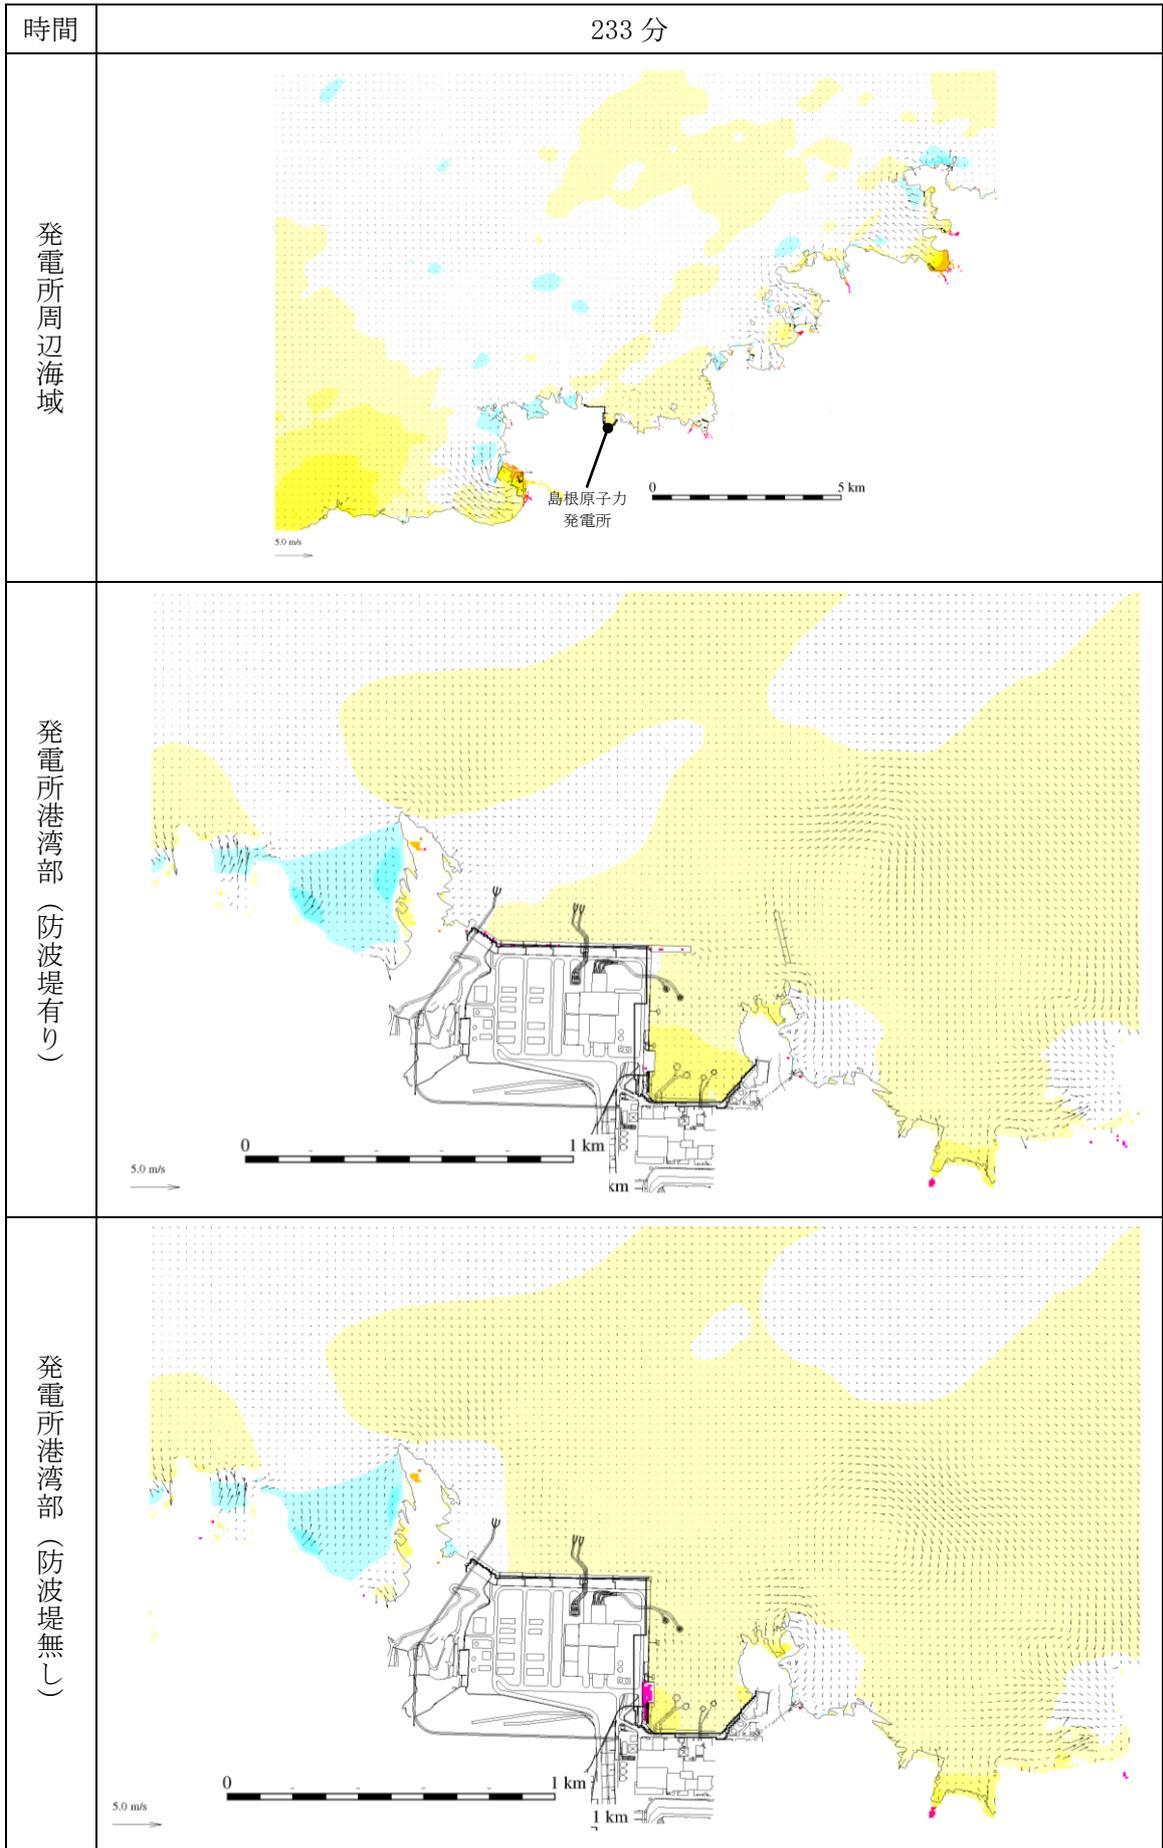 時間
233 分
発電所周辺海域
島根原子力
発電所
0
5 km
5.0 m/s
発電所港湾部（防波堤有り）
0
1 km
km
5.0 m/s
発電所港湾部（防波堤無し）
0
1 km
1 km
5.0 m/s